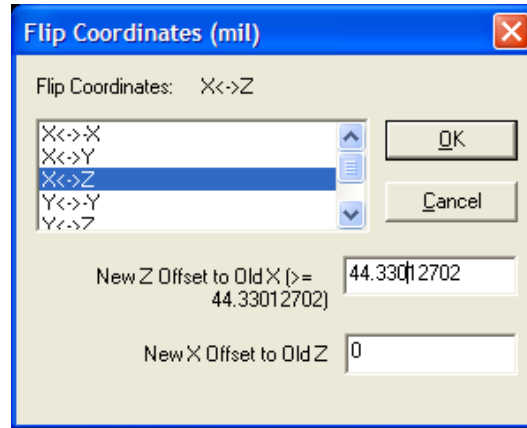 Flip Coordinates (mil)
Flip Coordinates: X<->Z
X<->-X
X<->Y
X<->Z
Y<->-Y
Y<->Z
OK
Cancel
New Z Offset to Old X (>=
44.33012702)
44.33012702
New X Offset to Old Z
0